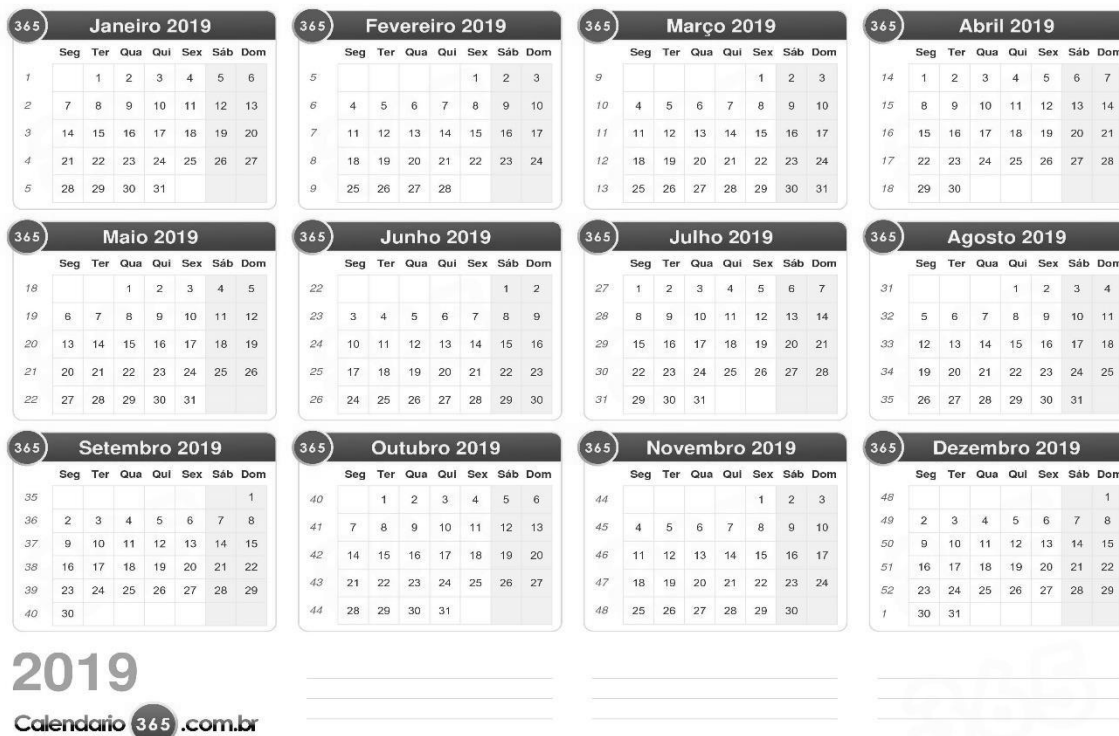 365 Janeiro 2019
Seg Ter Qua Qui Sex Sáb Dom
1 1 2 3 4 5 6
2 7 8 9 10 11 12 13
3 14 15 16 17 18 19 20
4 21 22 23 24 25 26 27
5 28 29 30 31
365 Fevereiro 2019
Seg Ter Qua Qui Sex Sáb Dom
5 1 2 3
6 4 5 6 7 8 9 10
7 11 12 13 14 15 16 17
8 18 19 20 21 22 23 24
9 25 26 27 28
365 Março 2019
Seg Ter Qua Qui Sex Sáb Dom
9 1 2 3
10 4 5 6 7 8 9 10
11 11 12 13 14 15 16 17
12 18 19 20 21 22 23 24
13 25 26 27 28 29 30 31
365 Abril 2019
Seg Ter Qua Qui Sex Sáb Dom
14 1 2 3 4 5 6 7
15 8 9 10 11 12 13 14
16 15 16 17 18 19 20 21
17 22 23 24 25 26 27 28
18 29 30
365 Maio 2019
Seg Ter Qua Qui Sex Sáb Dom
18 1 2 3 4 5
19 6 7 8 9 10 11 12
20 13 14 15 16 17 18 19
21 20 21 22 23 24 25 26
22 27 28 29 30 31
365 Junho 2019
Seg Ter Qua Qui Sex Sáb Dom
22 1 2
23 3 4 5 6 7 8 9
24 10 11 12 13 14 15 16
25 17 18 19 20 21 22 23
26 24 25 26 27 28 29 30
365 Julho 2019
Seg Ter Qua Qui Sex Sáb Dom
27 1 2 3 4 5 6 7
28 8 9 10 11 12 13 14
29 15 16 17 18 19 20 21
30 22 23 24 25 26 27 28
31 29 30 31
365 Agosto 2019
Seg Ter Qua Qui Sex Sáb Dom
31 1 2 3 4
32 5 6 7 8 9 10 11
33 12 13 14 15 16 17 18
34 19 20 21 22 23 24 25
35 26 27 28 29 30 31
365 Setembro 2019
Seg Ter Qua Qui Sex Sáb Dom
35 1
36 2 3 4 5 6 7 8
37 9 10 11 12 13 14 15
38 16 17 18 19 20 21 22
39 23 24 25 26 27 28 29
40 30
365 Outubro 2019
Seg Ter Qua Qui Sex Sáb Dom
40 1 2 3 4 5 6
41 7 8 9 10 11 12 13
42 14 15 16 17 18 19 20
43 21 22 23 24 25 26 27
44 28 29 30 31
365 Novembro 2019
Seg Ter Qua Qui Sex Sáb Dom
44 1 2 3
45 4 5 6 7 8 9 10
46 11 12 13 14 15 16 17
47 18 19 20 21 22 23 24
48 25 26 27 28 29 30
365 Dezembro 2019
Seg Ter Qua Qui Sex Sáb Dom
48 1
49 2 3 4 5 6 7 8
50 9 10 11 12 13 14 15
51 16 17 18 19 20 21 22
52 23 24 25 26 27 28 29
1 30 31
2019
Calendario 365 .com.br